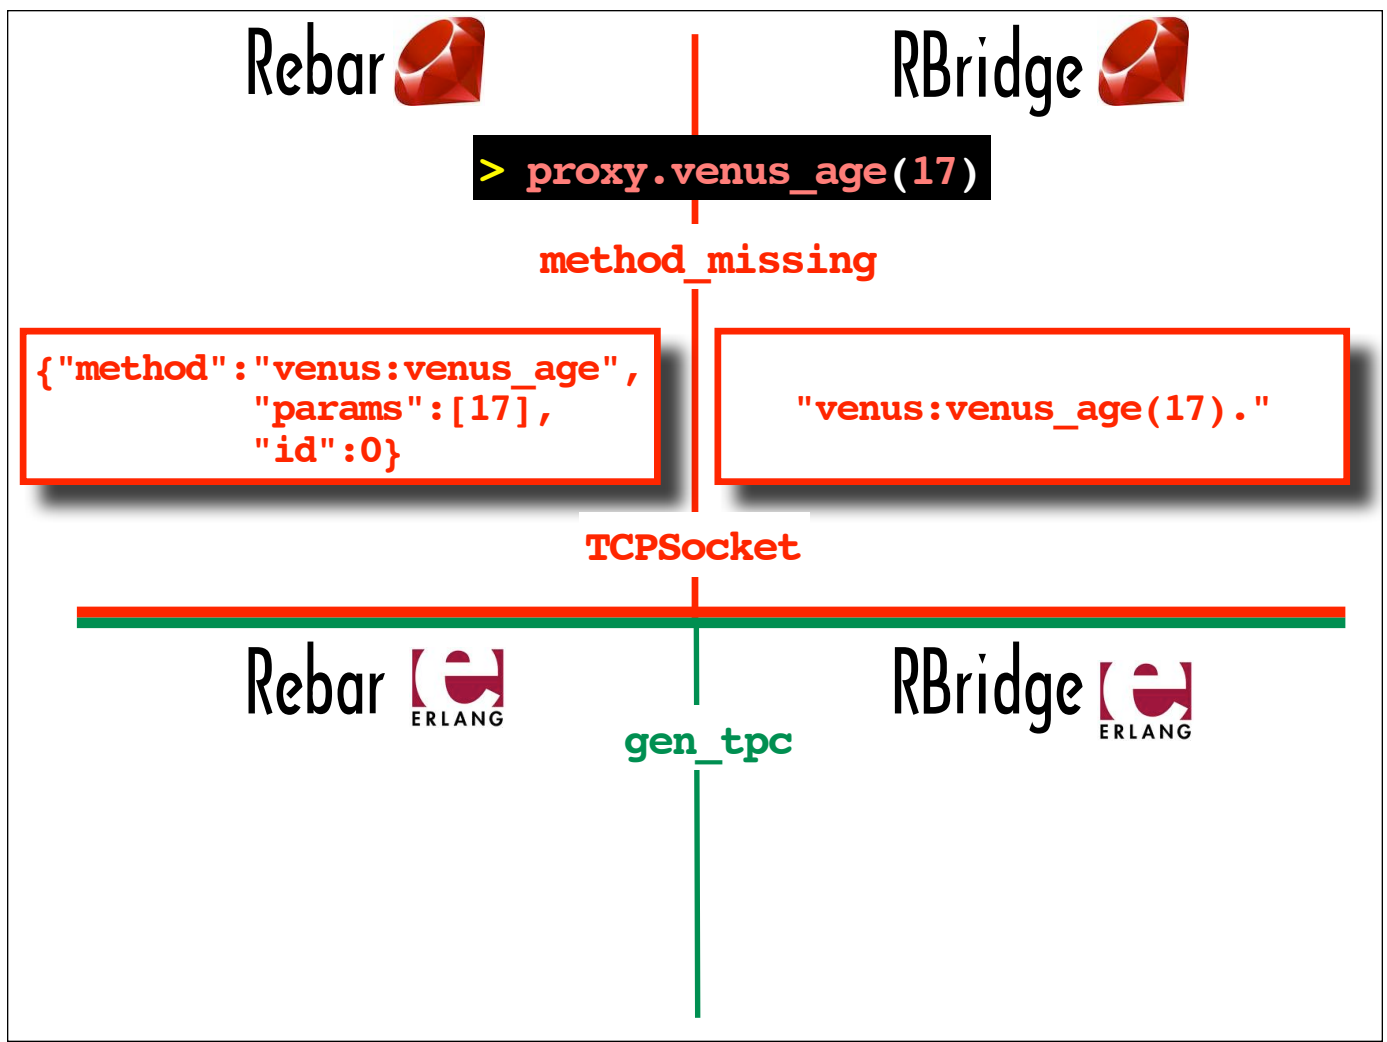 Rebar
RBridge
> proxy.venus_age(17)
method_missing
{"method":"venus:venus_age",
"params":[17],
"id":0}
"venus:venus_age(17)."
TCPSocket
Rebar
e
ERLANG
RBridge
e
ERLANG
gen_tpc